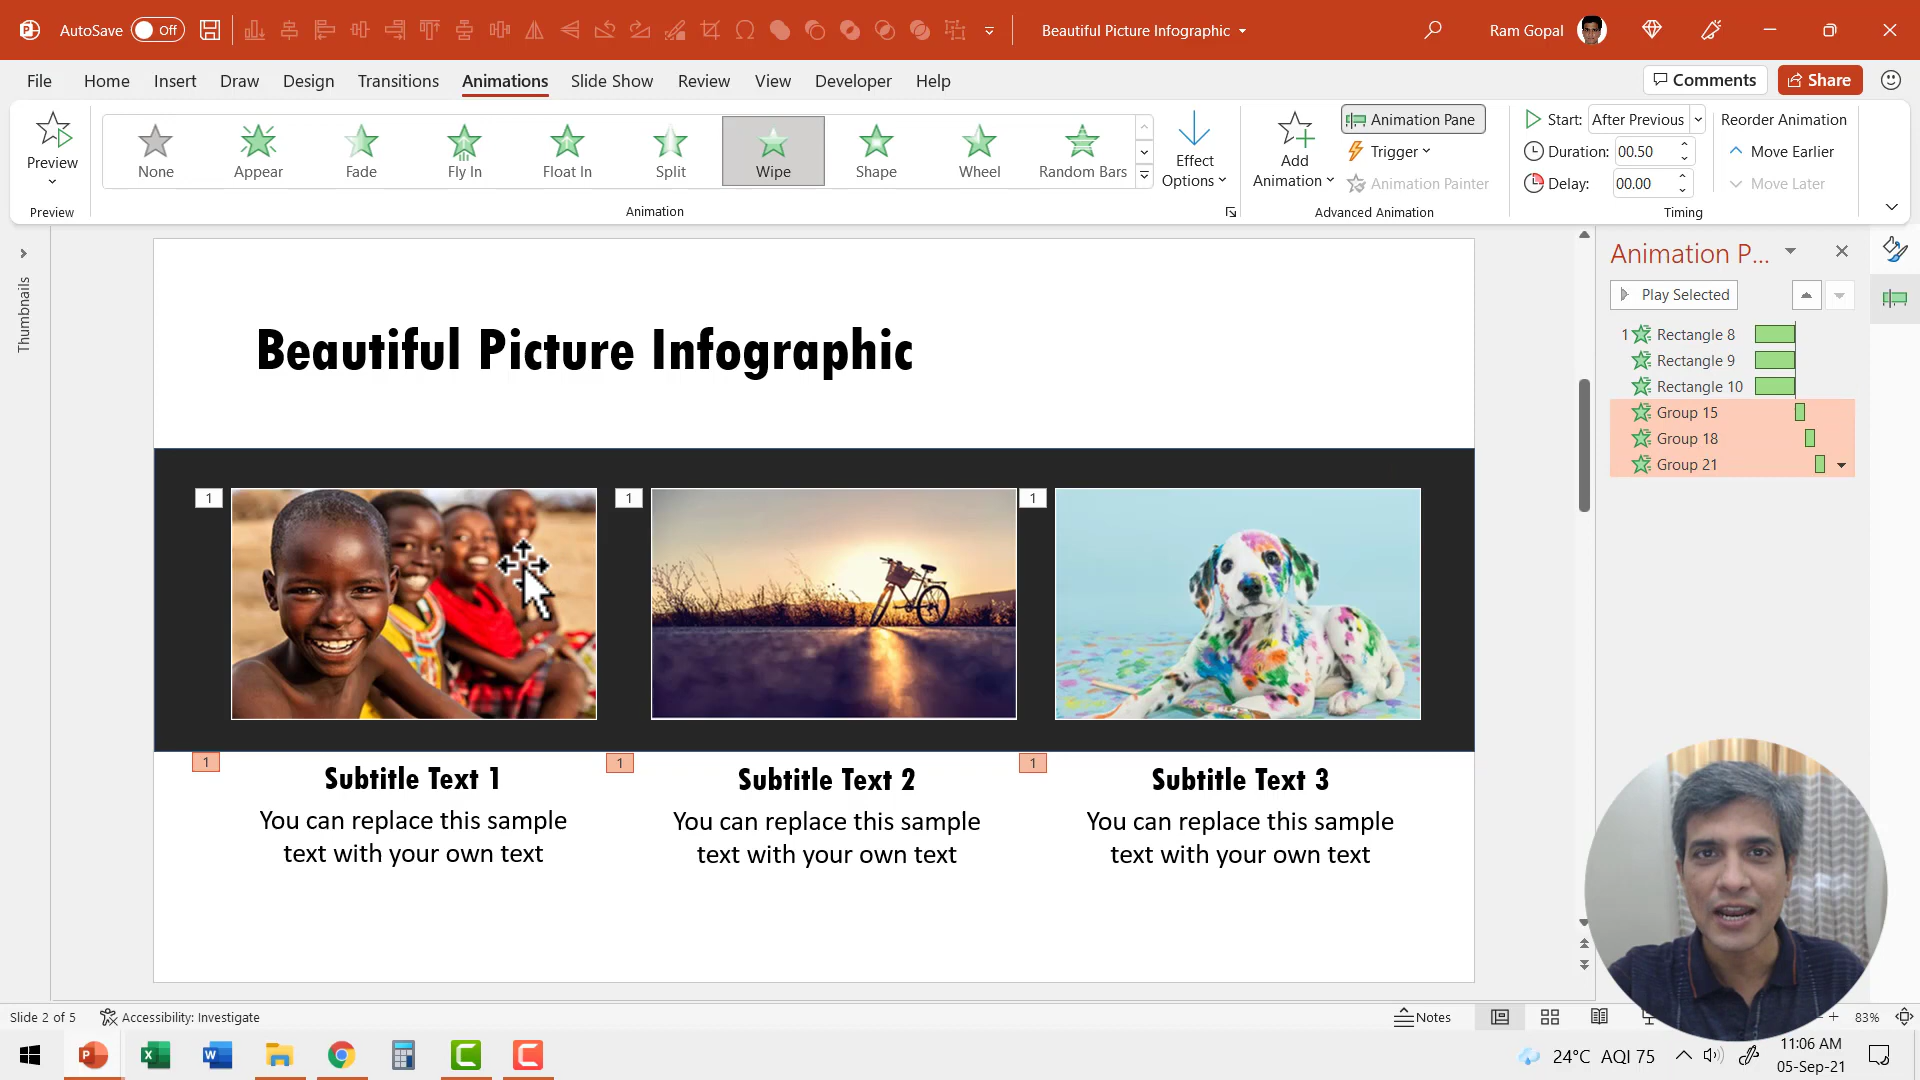 AutoSave Off Beautiful Picture Infographic Ram Gopal
File Home Insert Draw Design Transitions Animations Slide Show Review View Developer Help Comments Share
Preview
None Appear Fade Fly In Float In Split Wipe Shape Wheel Random Bars
Effect
Options
Add
Animation
Animation Pane
Trigger
Animation Painter
Start: After Previous
Duration: 00.50
Delay: 00.00
Reorder Animation
Move Earlier
Move Later
Preview Animation Advanced Animation Timing
Thumbnails
Beautiful Picture Infographic
1 1 1
1 1 1
Subtitle Text 1
You can replace this sample
text with your own text
Subtitle Text 2
You can replace this sample
text with your own text
Subtitle Text 3
You can replace this sample
text with your own text
Animation P...
Play Selected
1 Rectangle 8
Rectangle 9
Rectangle 10
Group 15
Group 18
Group 21
Slide 2 of 5 Accessibility: Investigate Notes 83%
24°C AQI 75
11:06 AM
05-Sep-21